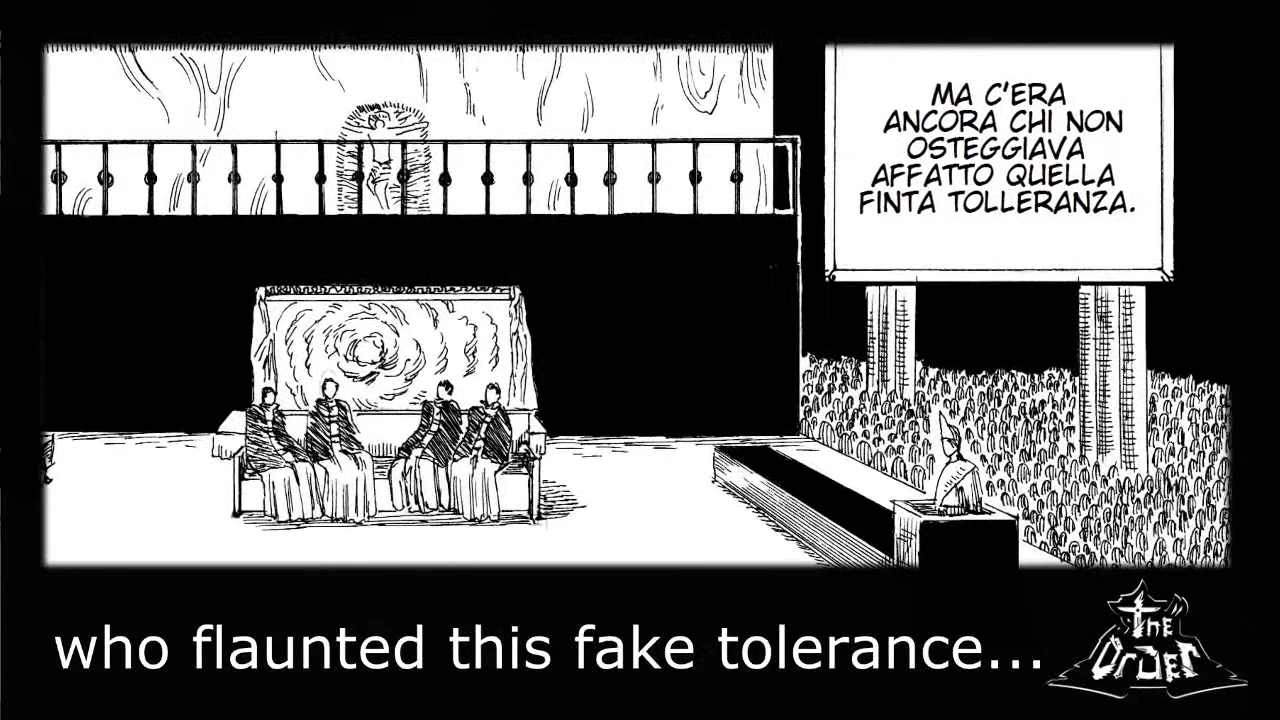 MA C'ERA
ANCORA CHI NON
OSTEGGIAVA
AFFATTO QUELLA
FINTA TOLLERANZA.
who flaunted this fake tolerance...
THE
OrDEr